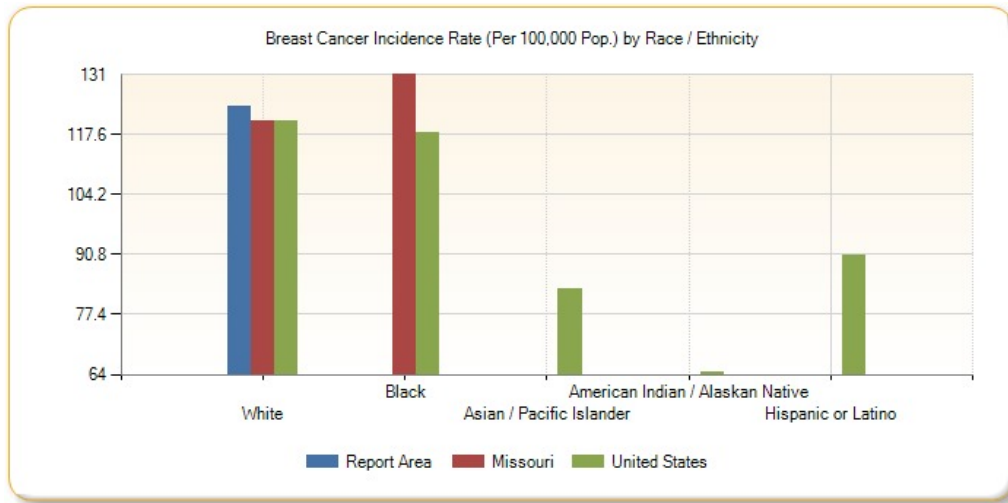 Breast Cancer Incidence Rate (Per 100,000 Pop.) by Race / Ethnicity
131
117.6
104.2
90.8
77.4
64
Black
American Indian / Alaskan Native
White
Asian / Pacific Islander
Hispanic or Latino
Report Area
Missouri
United States